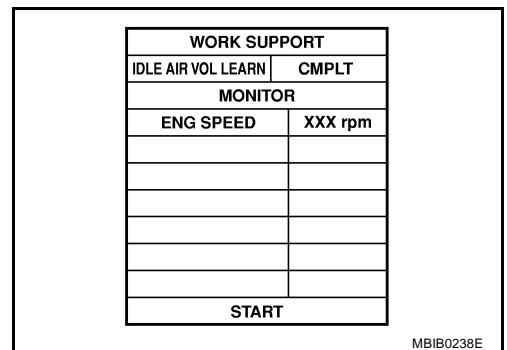 WORK SUPPORT
IDLE AIR VOL LEARN CMPLT
MONITOR
ENG SPEED XXX rpm
START
MBIB0238E